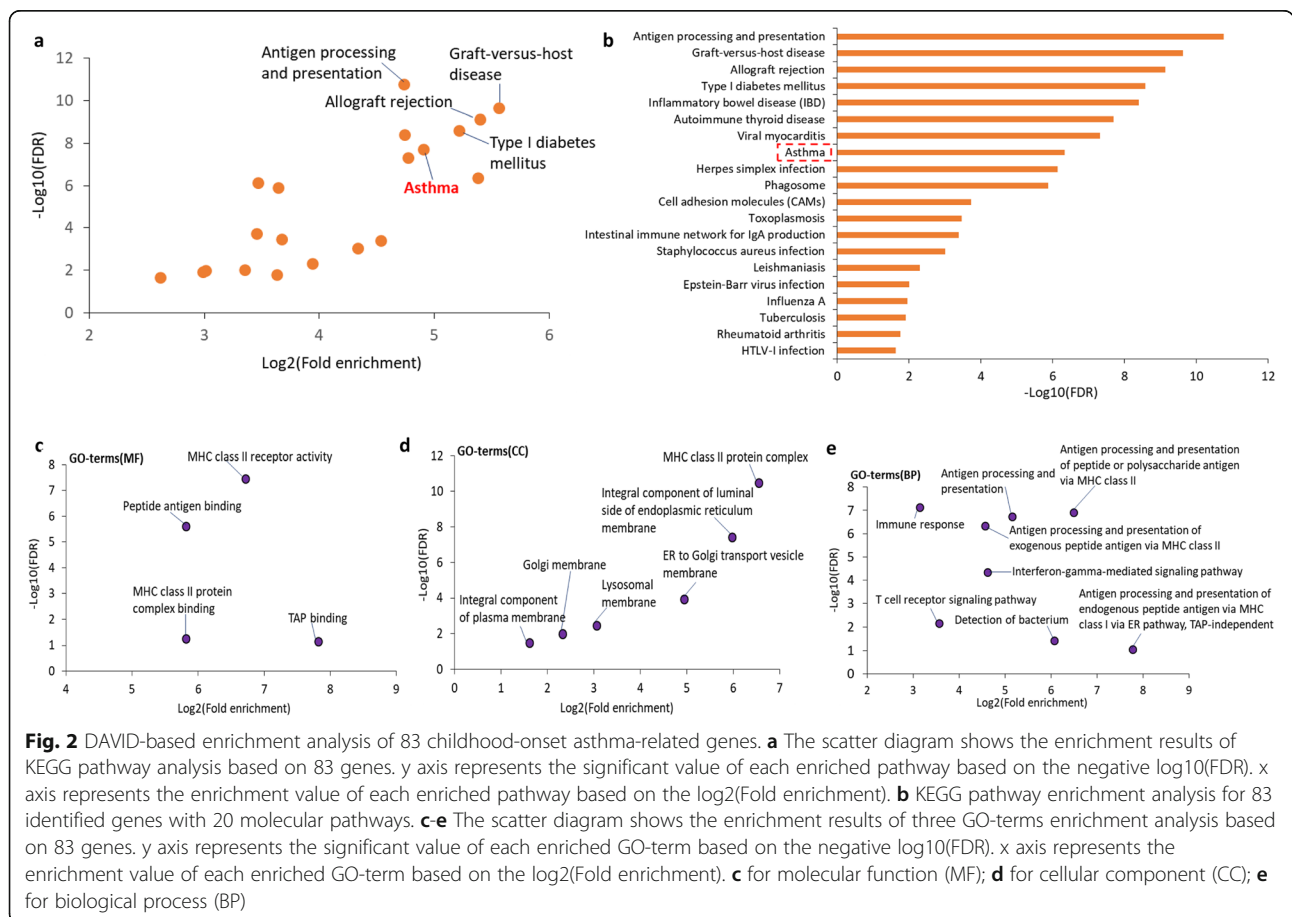 a
12
10
8
6
4
2
0
-Log10(FDR)
2
3
4
5
6
Log2(Fold enrichment)
Antigen processing
and presentation
Graft-versus-host
disease
Allograft rejection
Type I diabetes
mellitus
Asthma
b
Antigen processing and presentation
Graft-versus-host disease
Allograft rejection
Type I diabetes mellitus
Inflammatory bowel disease (IBD)
Autoimmune thyroid disease
Viral myocarditis
Asthma
Herpes simplex infection
Phagosome
Cell adhesion molecules (CAMs)
Toxoplasmosis
Intestinal immune network for IgA production
Staphylococcus aureus infection
Leishmaniasis
Epstein-Barr virus infection
Influenza A
Tuberculosis
Rheumatoid arthritis
HTLV-I infection
0
2
4
6
8
10
12
-Log10(FDR)
c
GO-terms(MF)
MHC class II receptor activity
Peptide antigen binding
MHC class II protein
complex binding
TAP binding
8
7
6
5
4
3
2
1
0
-Log10(FDR)
4
5
6
7
8
9
Log2(Fold enrichment)
d
GO-terms(CC)
MHC class II protein complex
Integral component of luminal
side of endoplasmic reticulum
membrane
ER to Golgi transport vesicle
membrane
Golgi membrane
Lysosomal
membrane
Integral component
of plasma membrane
12
10
8
6
4
2
0
-Log10(FDR)
0
1
2
3
4
5
6
7
Log2(Fold enrichment)
e
GO-terms(BP)
Antigen processing and presentation
of peptide or polysaccharide antigen
via MHC class II
Antigen processing and
presentation
Immune response
Antigen processing and presentation of
exogenous peptide antigen via MHC class II
Interferon-gamma-mediated signaling pathway
T cell receptor signaling pathway
Detection of bacterium
Antigen processing and presentation of
endogenous peptide antigen via MHC
class I via ER pathway, TAP-independent
8
7
6
5
4
3
2
1
0
-Log10(FDR)
2
3
4
5
6
7
8
9
Log2(Fold enrichment)
Fig. 2 DAVID-based enrichment analysis of 83 childhood-onset asthma-related genes. a The scatter diagram shows the enrichment results of
KEGG pathway analysis based on 83 genes. y axis represents the significant value of each enriched pathway based on the negative log10(FDR). x
axis represents the enrichment value of each enriched pathway based on the log2(Fold enrichment). b KEGG pathway enrichment analysis for 83
identified genes with 20 molecular pathways. c-e The scatter diagram shows the enrichment results of three GO-terms enrichment analysis based
on 83 genes. y axis represents the significant value of each enriched GO-term based on the negative log10(FDR). x axis represents the
enrichment value of each enriched GO-term based on the log2(Fold enrichment). c for molecular function (MF); d for cellular component (CC); e
for biological process (BP)